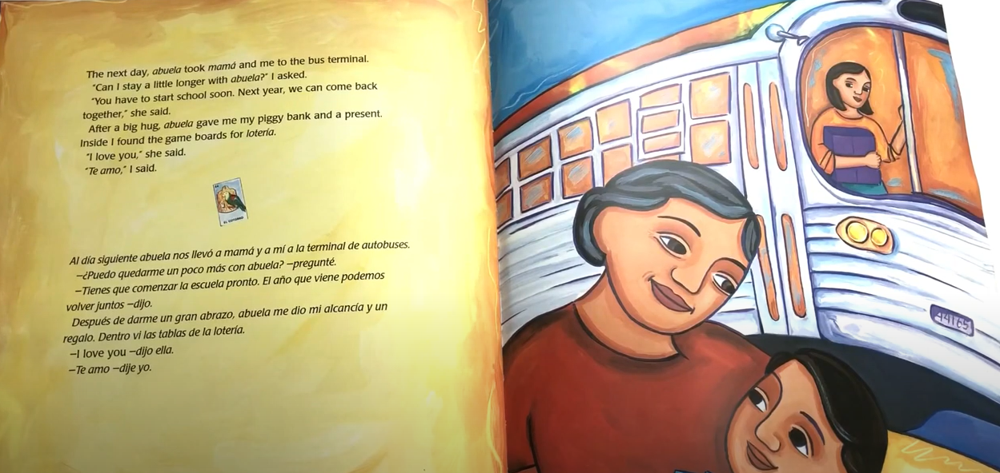 The next day, abuela took mamá and me to the bus terminal.
"Can I stay a little longer with abuela?" I asked.
"You have to start school soon. Next year, we can come back
together," she said.
After a big hug, abuela gave me my piggy bank and a present.
Inside I found the game boards for lotería.
"I love you," she said.
"Te amo," I said.
EL COTORRO
Al día siguiente abuela nos llevó a mamá y a mí a la terminal de autobuses.
—¿Puedo quedarme un poco más con abuela? —pregunté.
—Tienes que comenzar la escuela pronto. El año que viene podemos
volver juntos —dijo.
Después de darme un gran abrazo, abuela me dio mi alcancía y un
regalo. Dentro vi las tablas de la lotería.
—I love you —dijo ella.
—Te amo —dije yo.
44165